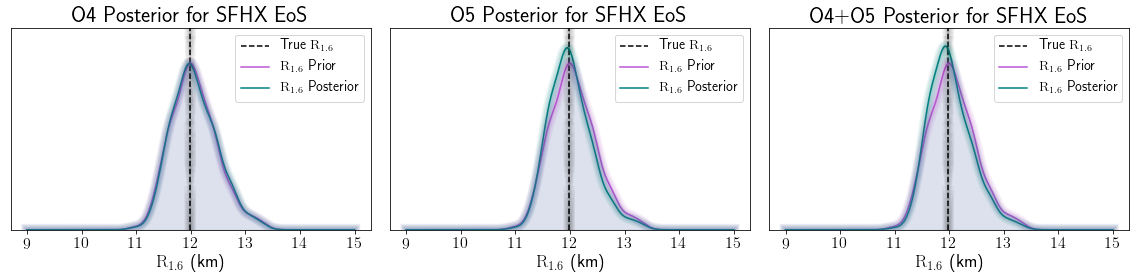 O4 Posterior for SFHX EoS
True R₁.₆
R₁.₆ Prior
R₁.₆ Posterior
9 10 11 12 13 14 15
R₁.₆ (km)
O5 Posterior for SFHX EoS
True R₁.₆
R₁.₆ Prior
R₁.₆ Posterior
9 10 11 12 13 14 15
R₁.₆ (km)
O4+O5 Posterior for SFHX EoS
True R₁.₆
R₁.₆ Prior
R₁.₆ Posterior
9 10 11 12 13 14 15
R₁.₆ (km)